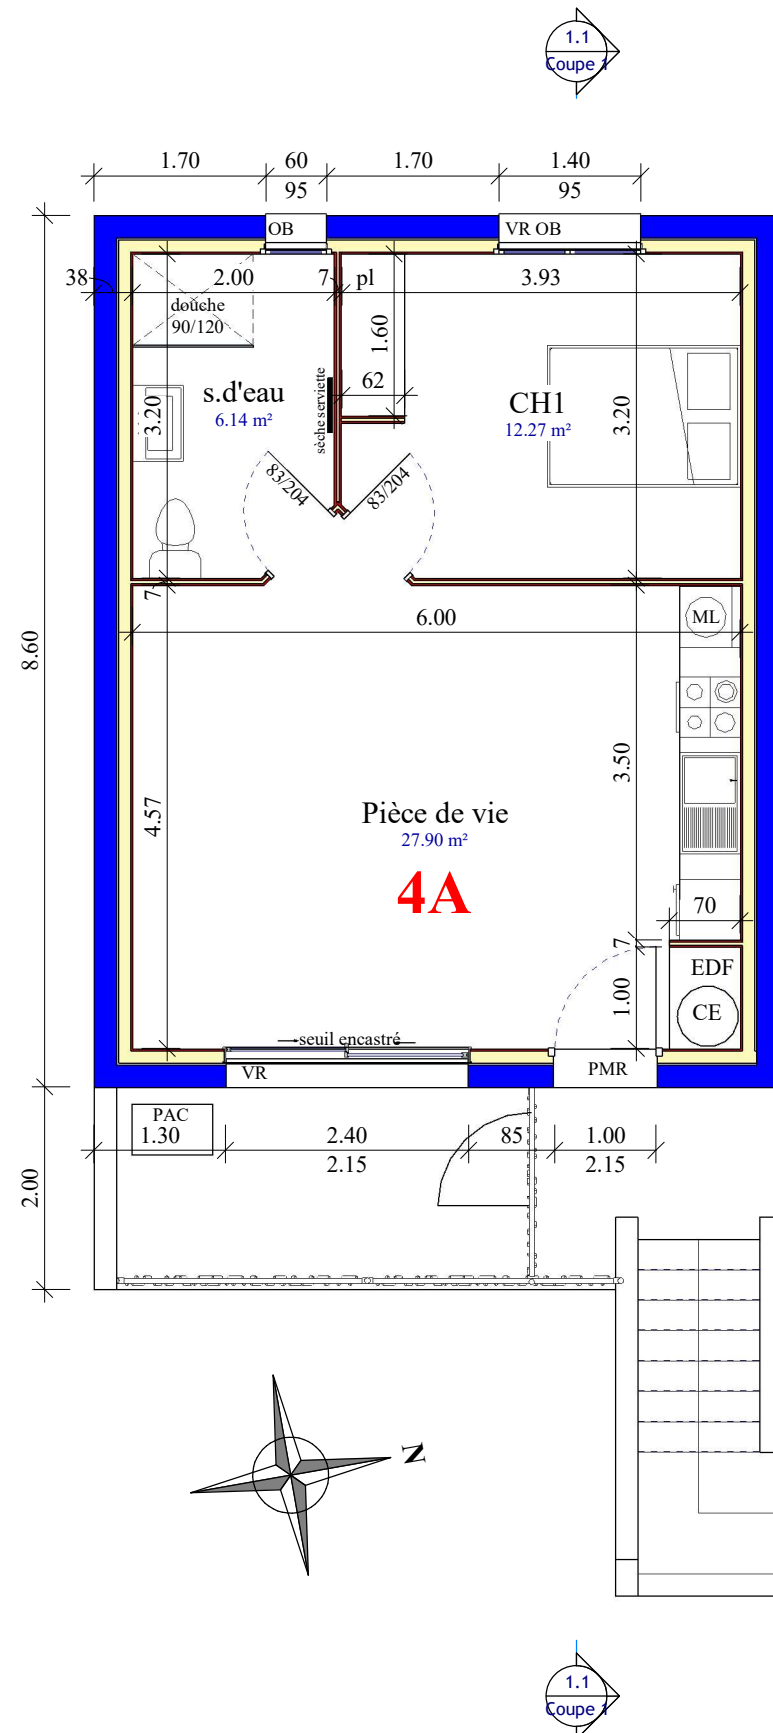 1.1
Coupe 1
1.70
60
1.70
1.40
95
95
OB
VR OB
38
2.00
7
pl
3.93
douche
90/120
1.60
62
sèche serviette
s.d'eau
6.14 m²
CH1
12.27 m²
3.20
3.20
83/204
83/204
7
6.00
ML
8.60
3.50
4.57
Pièce de vie
27.90 m²
4A
70
7
EDF
CE
1.00
seuil encastré
VR
PMR
PAC
1.30
2.40
85
1.00
2.15
2.15
2.00
N
1.1
Coupe 1